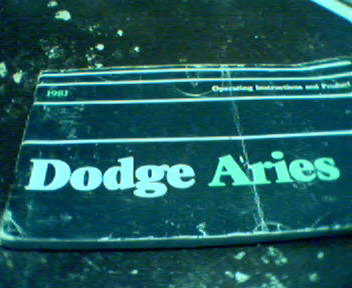 1981 Operating Instructions and Product
Dodge Aries